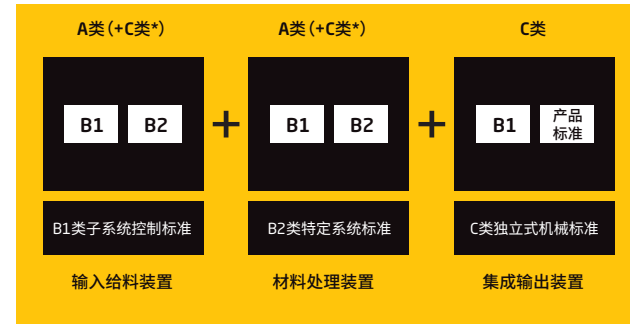 A类（+C类*） A类（+C类*） C类
B1 B2 + B1 B2 + B1 产品
标准
B1类子系统控制标准 B2类特定系统标准 C类独立式机械标准
输入给料装置 材料处理装置 集成输出装置